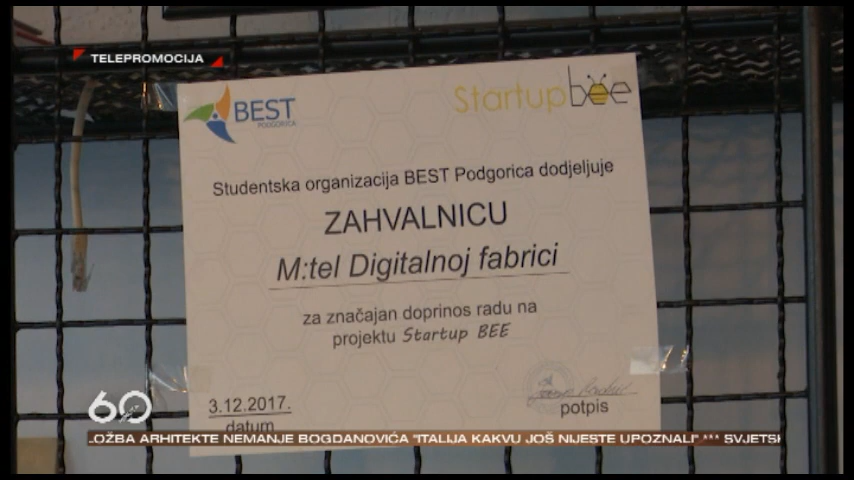 TELEPROMOCIJA
BEST
PODGORICA
Startup bee
Studentska organizacija BEST Podgorica dodjeljuje
ZAHVALNICU
M:tel Digitalnoj fabrici
za značajan doprinos radu na
projektu Startup BEE
3.12.2017.
datum
potpis
60
LOŽBA ARHITEKTE NEMANJE BOGDANOVIĆA "ITALIJA KAKVU JOŠ NIJESTE UPOZNALI" *** SVJETSK